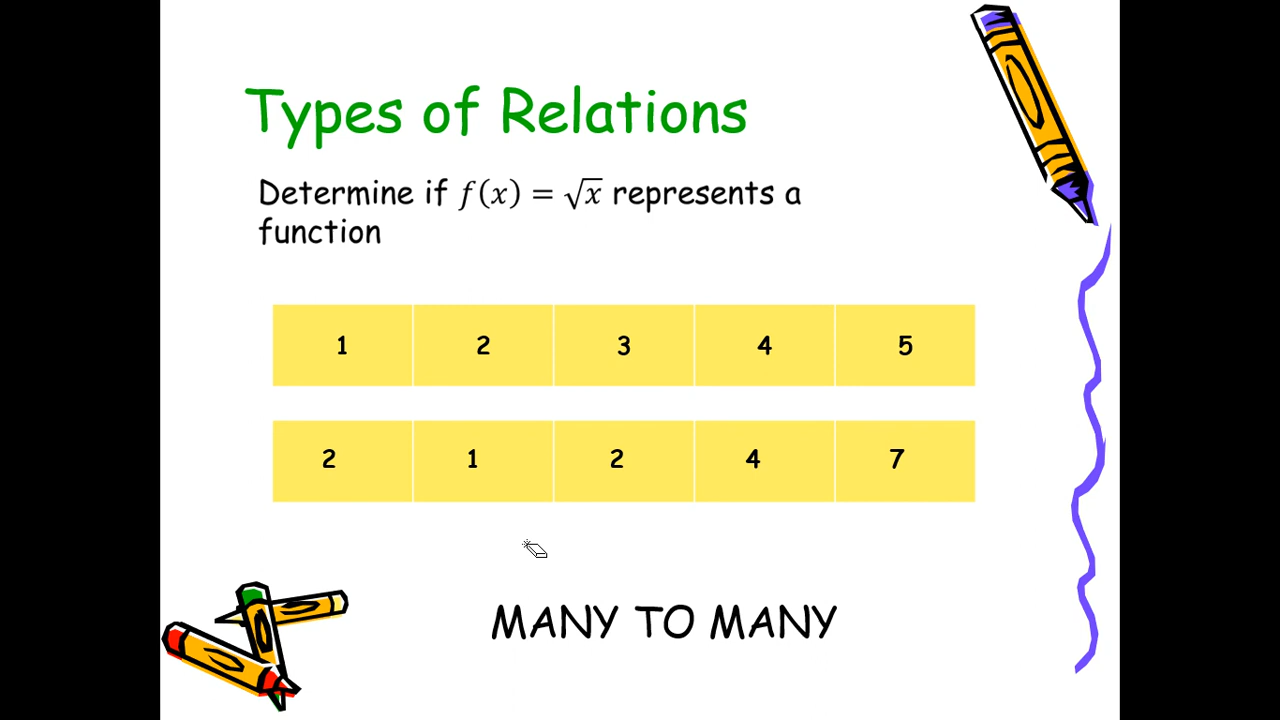 Types of Relations
Determine if f(x) = √x represents a
function
1 2 3 4 5
2 1 2 4 7
MANY TO MANY